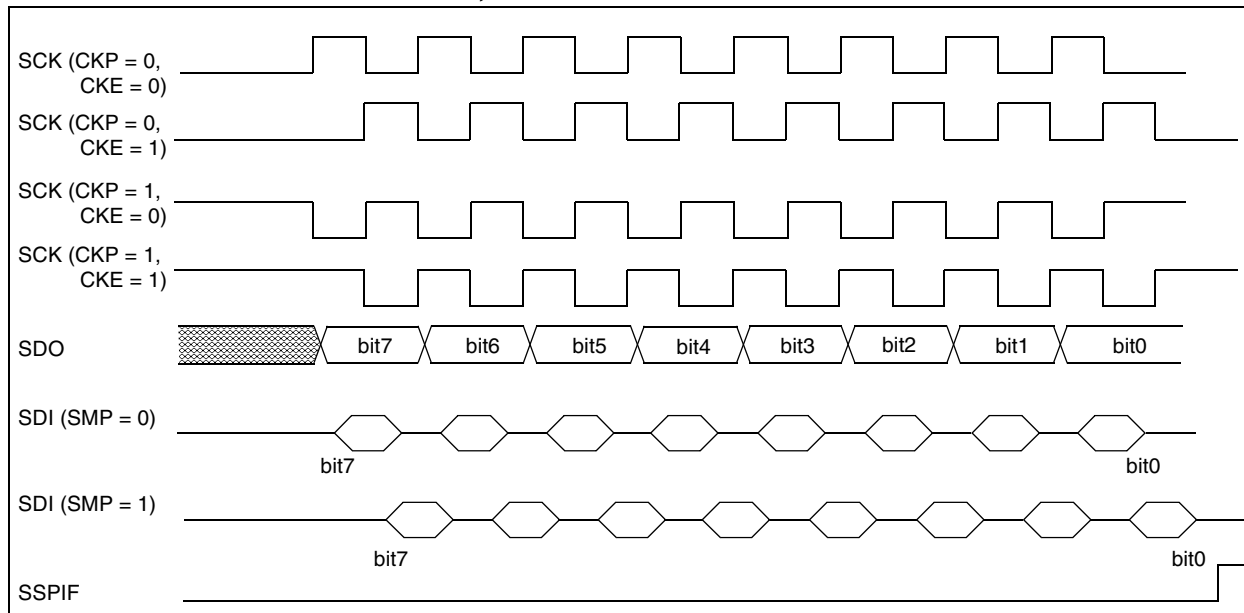 SCK (CKP = 0,
CKE = 0)
SCK (CKP = 0,
CKE = 1)
SCK (CKP = 1,
CKE = 0)
SCK (CKP = 1,
CKE = 1)
SDO bit7 bit6 bit5 bit4 bit3 bit2 bit1 bit0
SDI (SMP = 0)
bit7 bit0
SDI (SMP = 1)
bit7 bit0
SSPIF